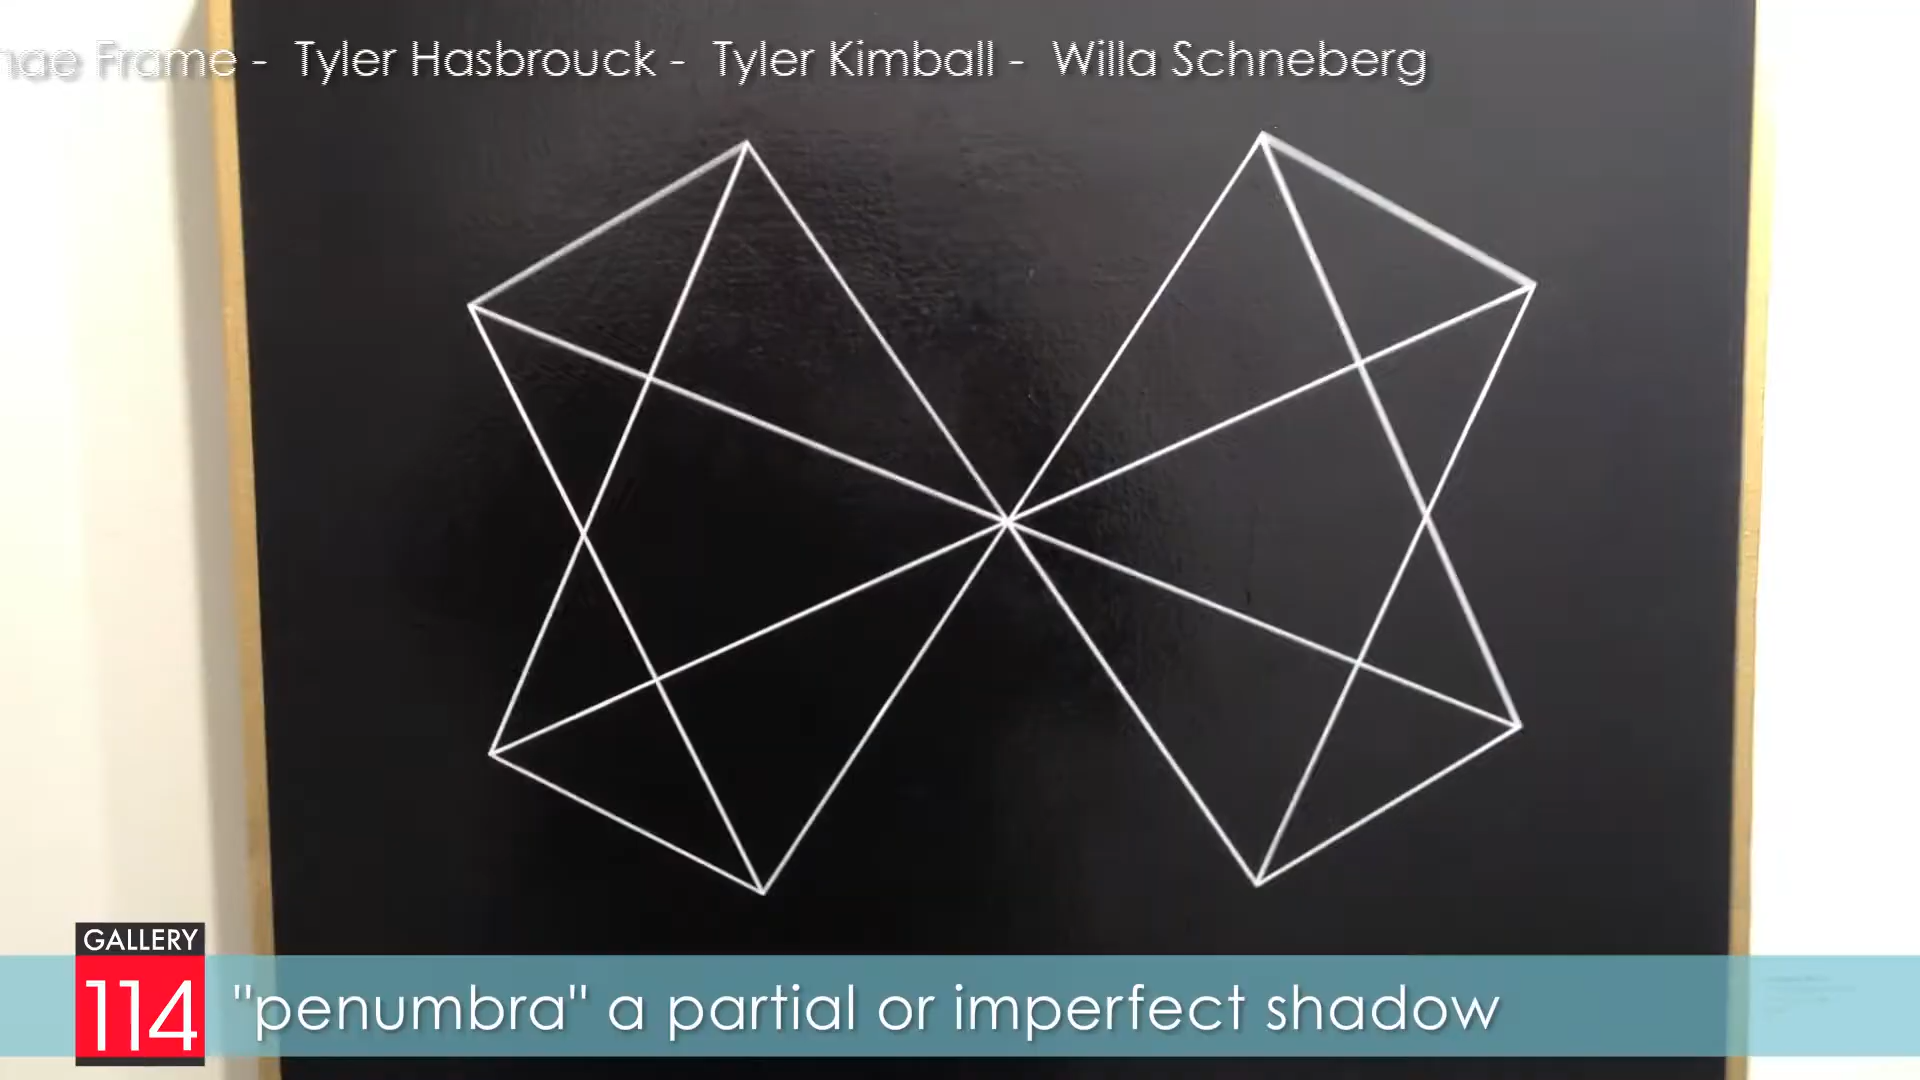 Frame - Tyler Hasbrouck - Tyler Kimball - Willa Schneberg
GALLERY
114
"penumbra" a partial or imperfect shadow